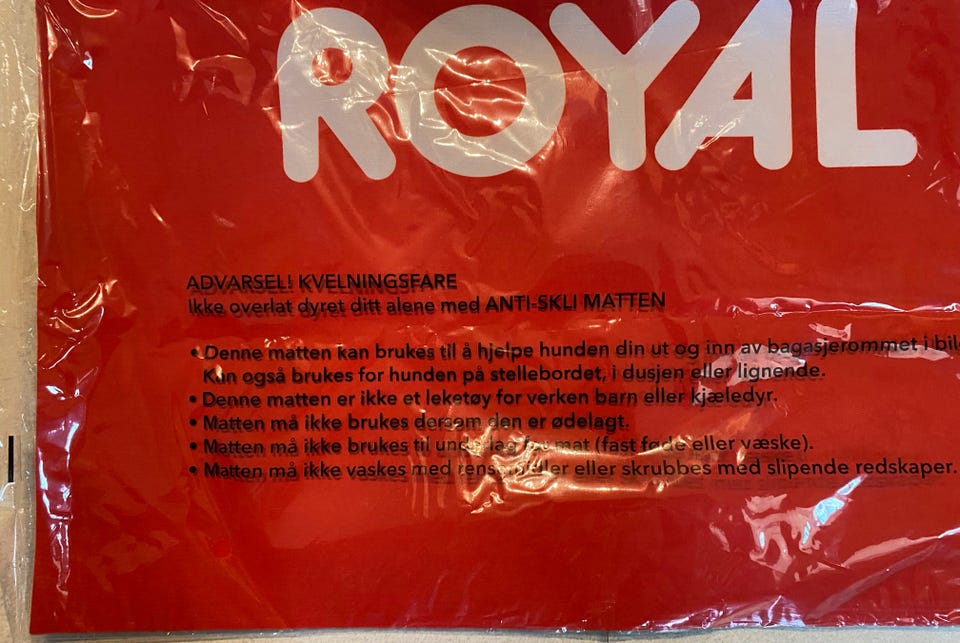 ROYAL
ADVARSEL! KVELNINGSFARE
Ikke overlat dyret ditt alene med ANTI-SKLI MATTEN
• Denne matten kan brukes til å hjelpe hunden din ut og inn av bagasjerommet i
Kan også brukes for hunden på stellebordet, i dusjen eller lignende.
• Denne matten er ikke et leketøy for verken barn eller kjæledyr.
• Matten må ikke brukes dersom den er ødelagt.
• Matten må ikke brukes til underlag for mat (fast føde eller væske).
• Matten må ikke vaskes med eller skrubbes med slipende redskaper.